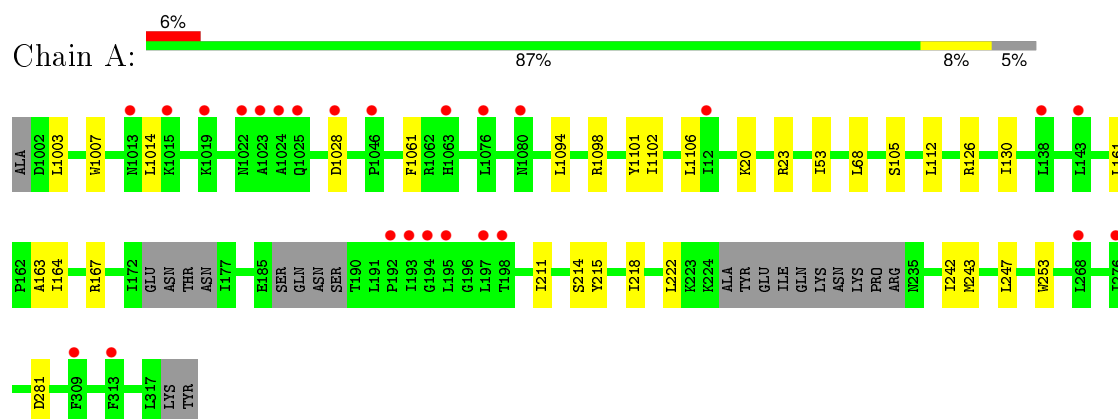 6%
Chain A:
87% 8% 5%
ALA D1002 L1003 W1007 N1013 L1014 K1015 K1019 N1022 A1023 A1024 Q1025 D1028 P1046 F1061 R1062 H1063 L1076 N1080 L1094 R1098 Y1101 I1102 L1106 I12 K20 R23 I53 L68 S105 L112 R126 I130 L138 L143 L161
P162 A163 I164 R167 I172 GLU ASN THR ASN I177 E185 SER GLN ASN SER T190 L191 P192 I193 G194 L195 G196 L197 T198 I211 S214 Y215 I218 L222 K223 K224 ALA TYR GLU ILE GLN LYS ASN LYS PRO ARG N235 I242 M243 L247 W253 L268 I276
D281 F309 F313 L317 LYS TYR